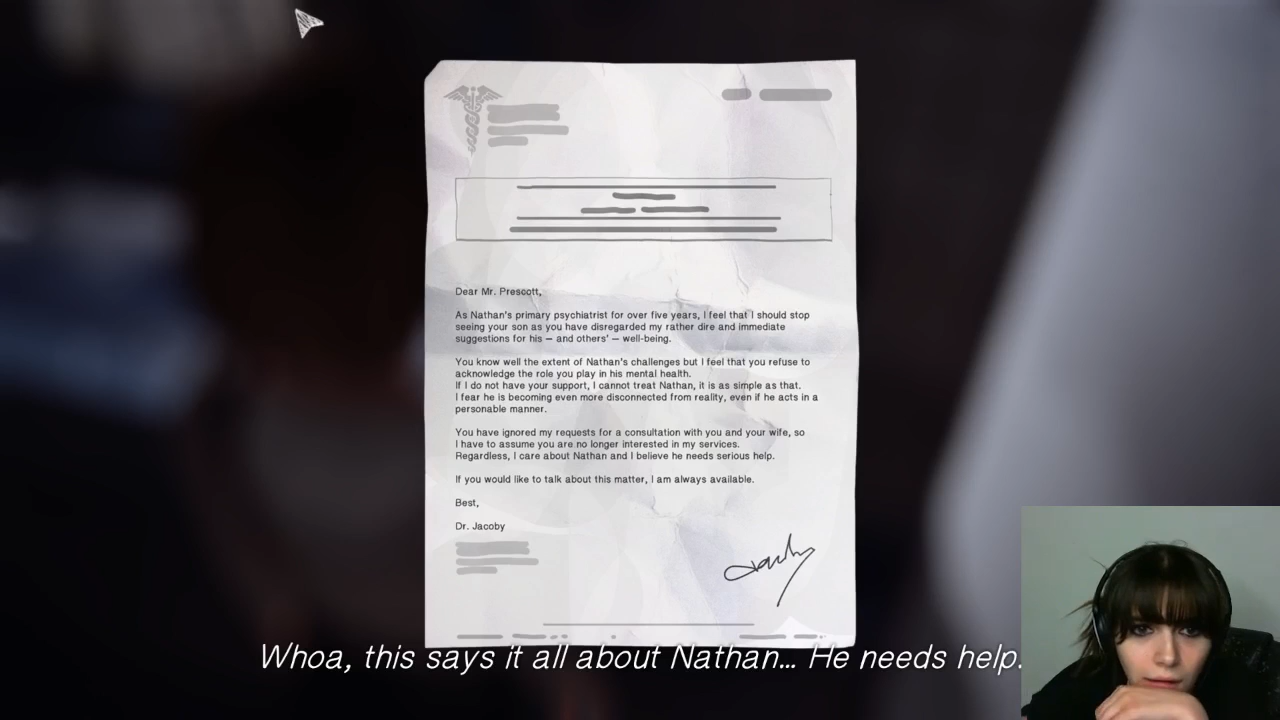 Dear Mr. Prescott,
As Nathan's primary psychiatrist for over five years, I feel that I should stop
seeing your son as you have disregarded my rather dire and immediate
suggestions for his – and others' – well-being.
You know well the extent of Nathan's challenges but I feel that you refuse to
acknowledge the role you play in his mental health.
If I do not have your support, I cannot treat Nathan, it is as simple as that.
I fear he is becoming even more disconnected from reality, even if he acts in a
personable manner.
You have ignored my requests for a consultation with you and your wife, so
I have to assume you are no longer interested in my services.
Regardless, I care about Nathan and I believe he needs serious help.
If you would like to talk about this matter, I am always available.
Best,
Dr. Jacoby
Whoa, this says it all about Nathan... He needs help.